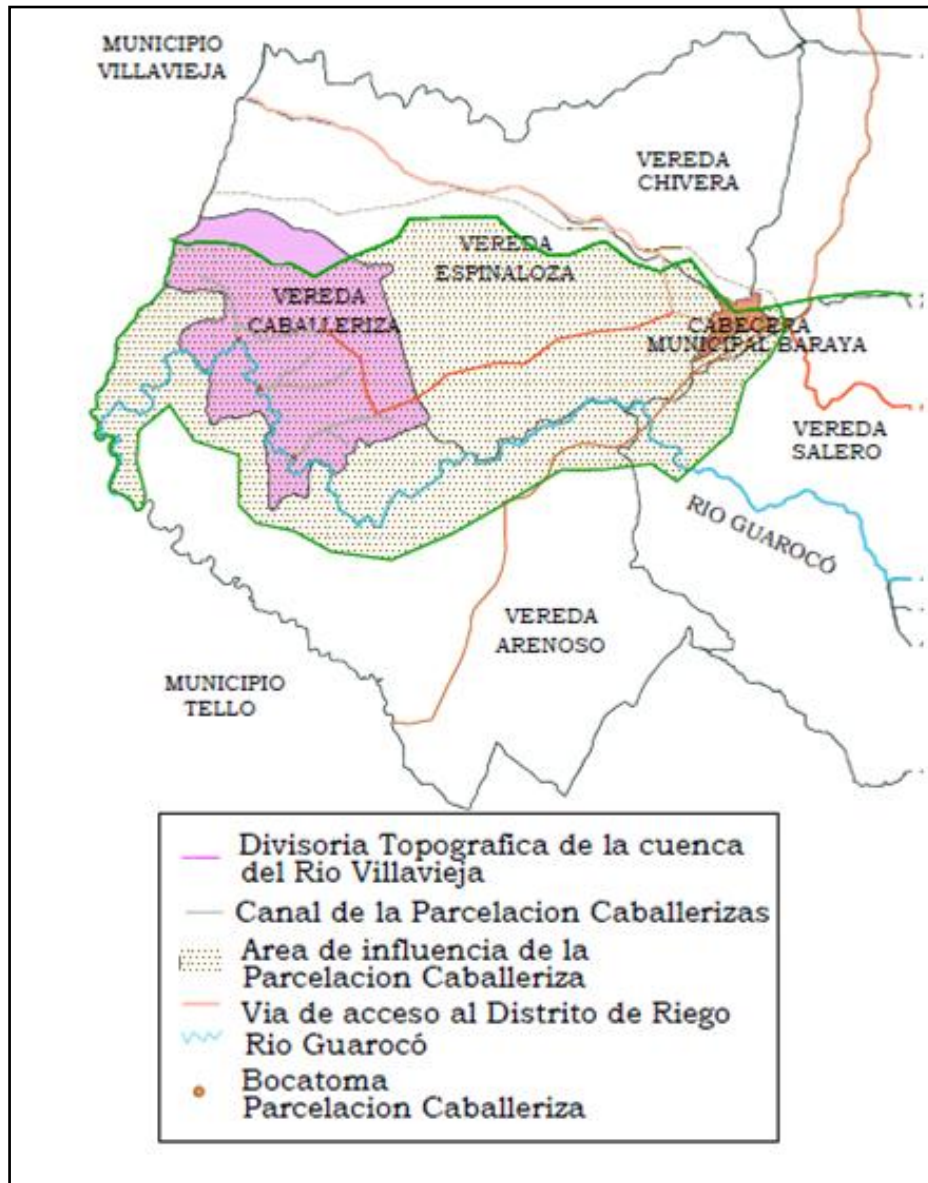 MUNICIPIO
VILLAVIEJA
VEREDA
CHIVERA
VEREDA
ESPINALOZA
VEREDA
CABALLERIZA
CABECERA
MUNICIPAL BARAYA
VEREDA
SALERO
RIO GUAROCÓ
VEREDA
ARENOSO
MUNICIPIO
TELLO
Divisoria Topografica de la cuenca
del Rio Villavieja
Canal de la Parcelacion Caballerizas
Area de influencia de la
Parcelacion Caballeriza
Via de acceso al Distrito de Riego
Rio Guarocó
Bocatoma
Parcelacion Caballeriza